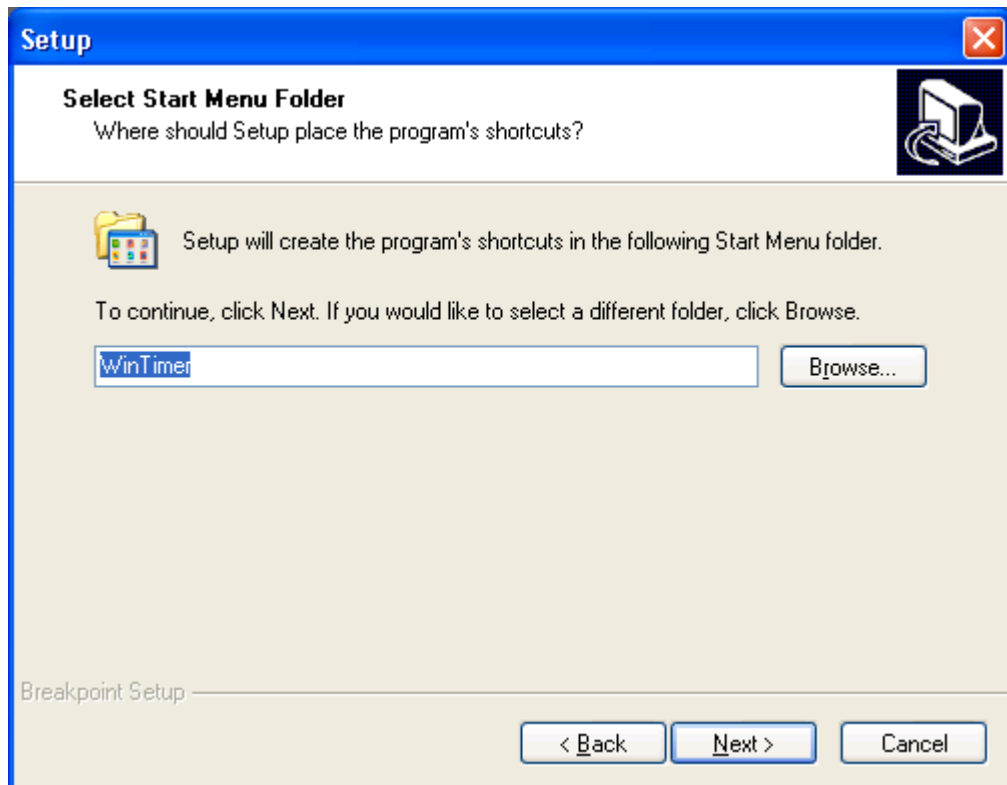 Setup
Select Start Menu Folder
Where should Setup place the program's shortcuts?
Setup will create the program's shortcuts in the following Start Menu folder.
To continue, click Next. If you would like to select a different folder, click Browse.
WinTimer
Browse...
Breakpoint Setup
< Back
Next >
Cancel